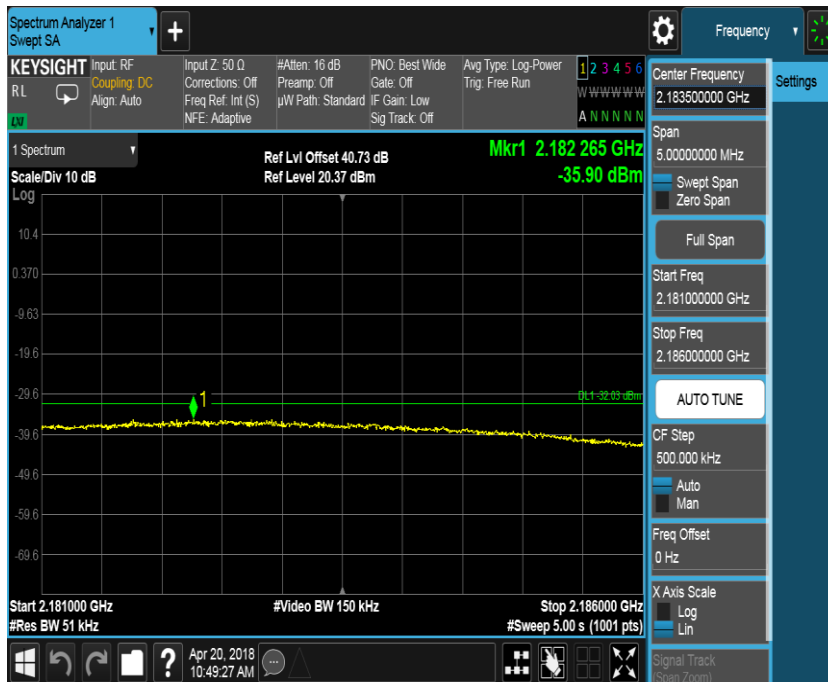 Spectrum Analyzer 1
Swept SA
+
Frequency
KEYSIGHT
RL
LXI
Input: RF
Coupling: DC
Align: Auto
Input Z: 50 Ω
Corrections: Off
Freq Ref: Int (S)
NFE: Adaptive
#Atten: 16 dB
Preamp: Off
µW Path: Standard
PNO: Best Wide
Gate: Off
IF Gain: Low
Sig Track: Off
Avg Type: Log-Power
Trig: Free Run
1 2 3 4 5 6
W W W W W W
A N N N N N
1 Spectrum
Scale/Div 10 dB
Ref Lvl Offset 40.73 dB
Ref Level 20.37 dBm
Mkr1 2.182 265 GHz
-35.90 dBm
Log
10.4
0.370
-9.63
-19.6
-29.6
-39.6
-49.6
-59.6
-69.6
1
DL1 -32.03 dBm
Start 2.181000 GHz
#Res BW 51 kHz
#Video BW 150 kHz
Stop 2.186000 GHz
#Sweep 5.00 s (1001 pts)
Center Frequency
2.183500000 GHz
Settings
Span
5.00000000 MHz
Swept Span
Zero Span
Full Span
Start Freq
2.181000000 GHz
Stop Freq
2.186000000 GHz
AUTO TUNE
CF Step
500.000 kHz
Auto
Man
Freq Offset
0 Hz
X Axis Scale
Log
Lin
Signal Track
(Span Zoom)
?
Apr 20, 2018
10:49:27 AM